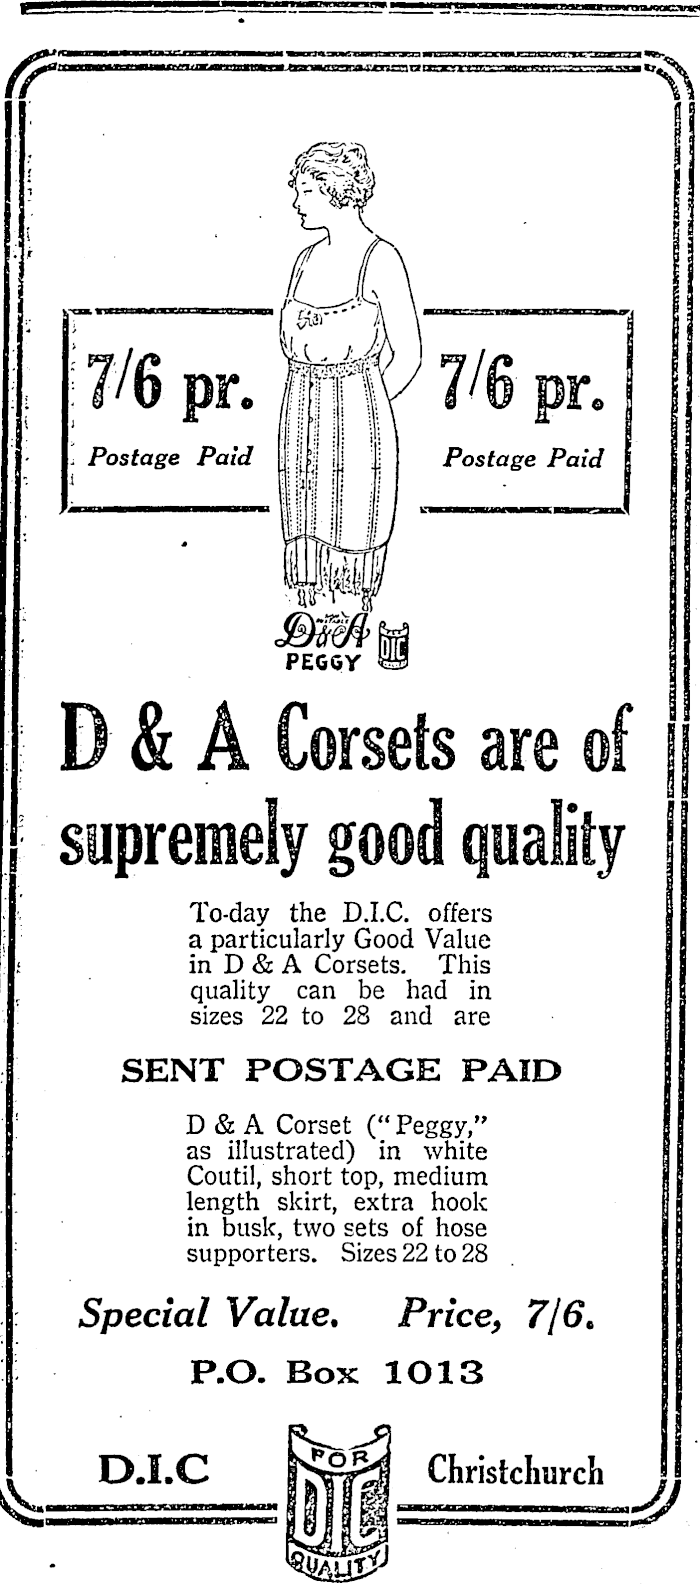 7/6 pr.
Postage Paid
7/6 pr.
Postage Paid
D & A
PEGGY
DIC
D & A Corsets are of
supremely good quality
To-day the D.I.C. offers
a particularly Good Value
in D & A Corsets. This
quality can be had in
sizes 22 to 28 and are
SENT POSTAGE PAID
D & A Corset (“Peggy,”
as illustrated) in white
Coutil, short top, medium
length skirt, extra hook
in busk, two sets of hose
supporters. Sizes 22 to 28
Special Value. Price, 7/6.
P.O. Box 1013
D.I.C
FOR
DIC
QUALITY
Christchurch